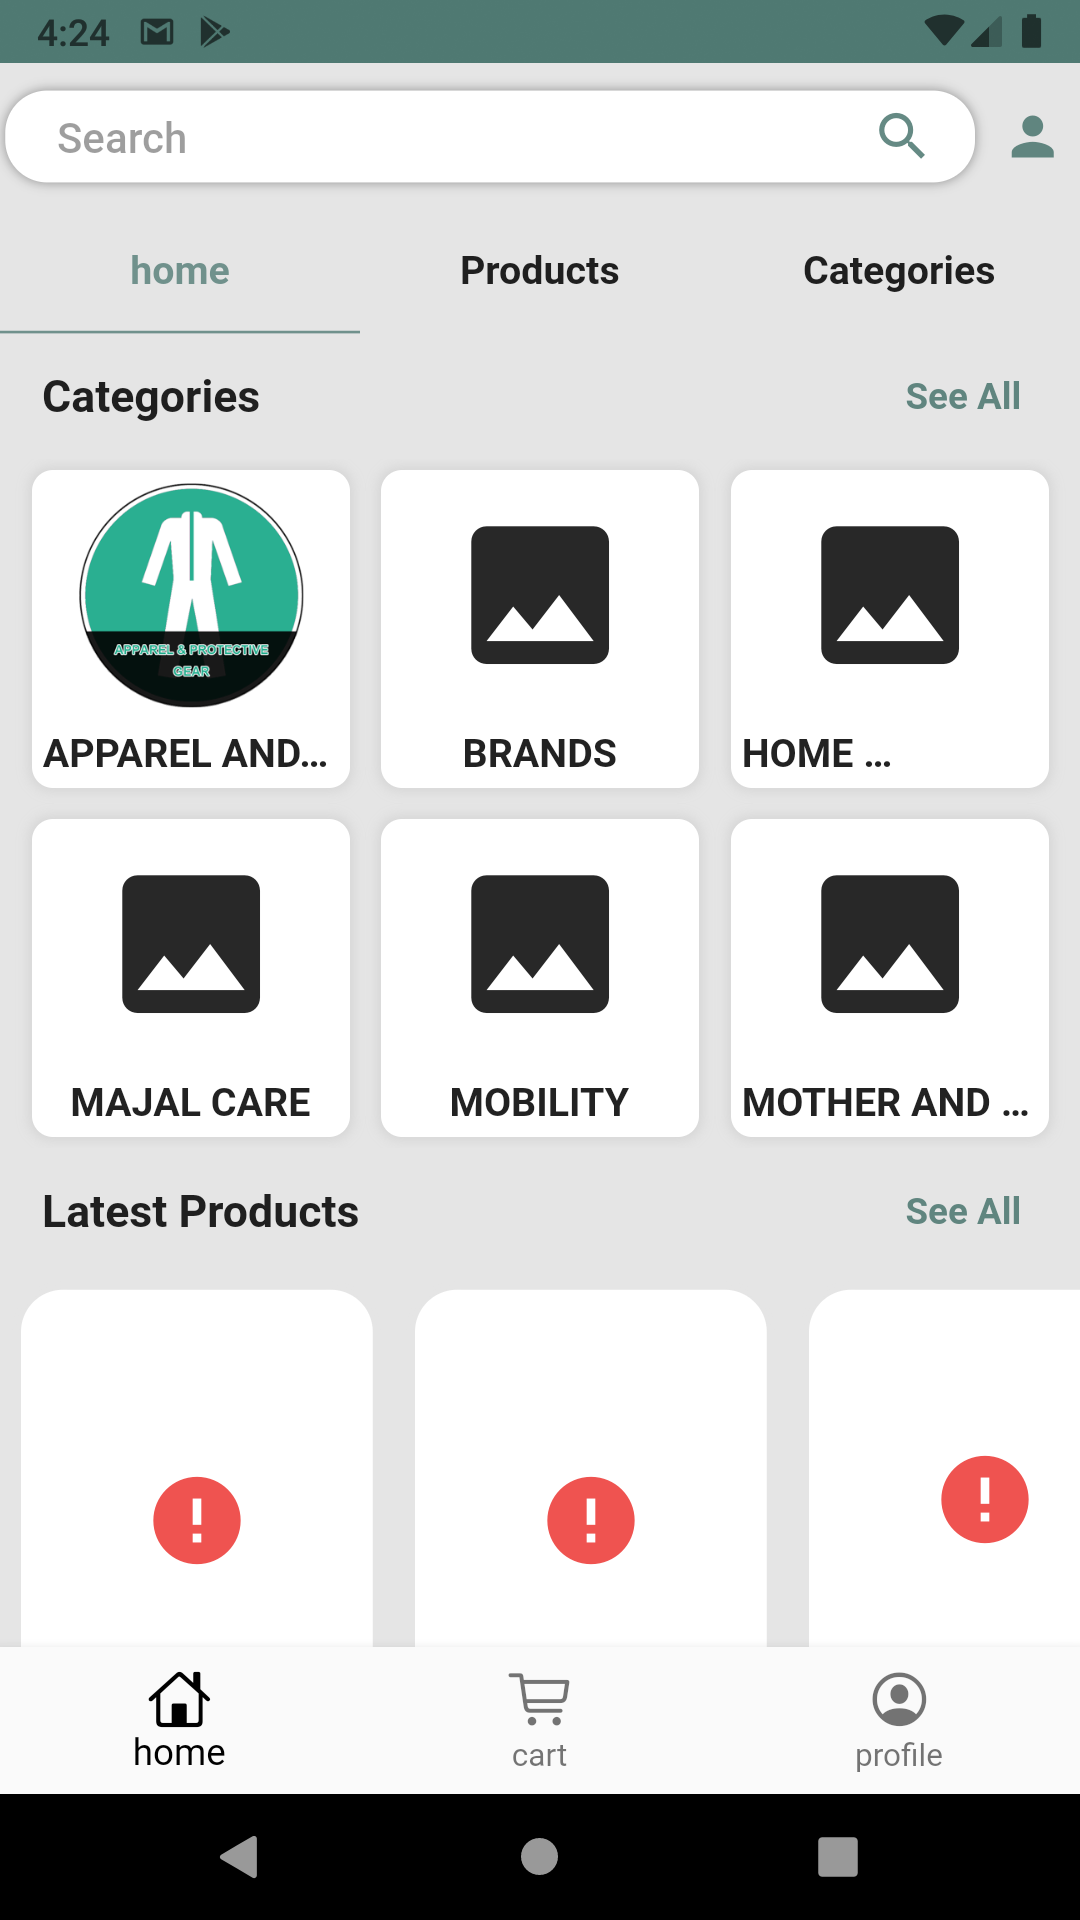 4:24
Search
home
Products
Categories
Categories
See All
APPAREL & PROTECTIVE
GEAR
APPAREL AND...
BRANDS
HOME ...
MAJAL CARE
MOBILITY
MOTHER AND ...
Latest Products
See All
home
cart
profile